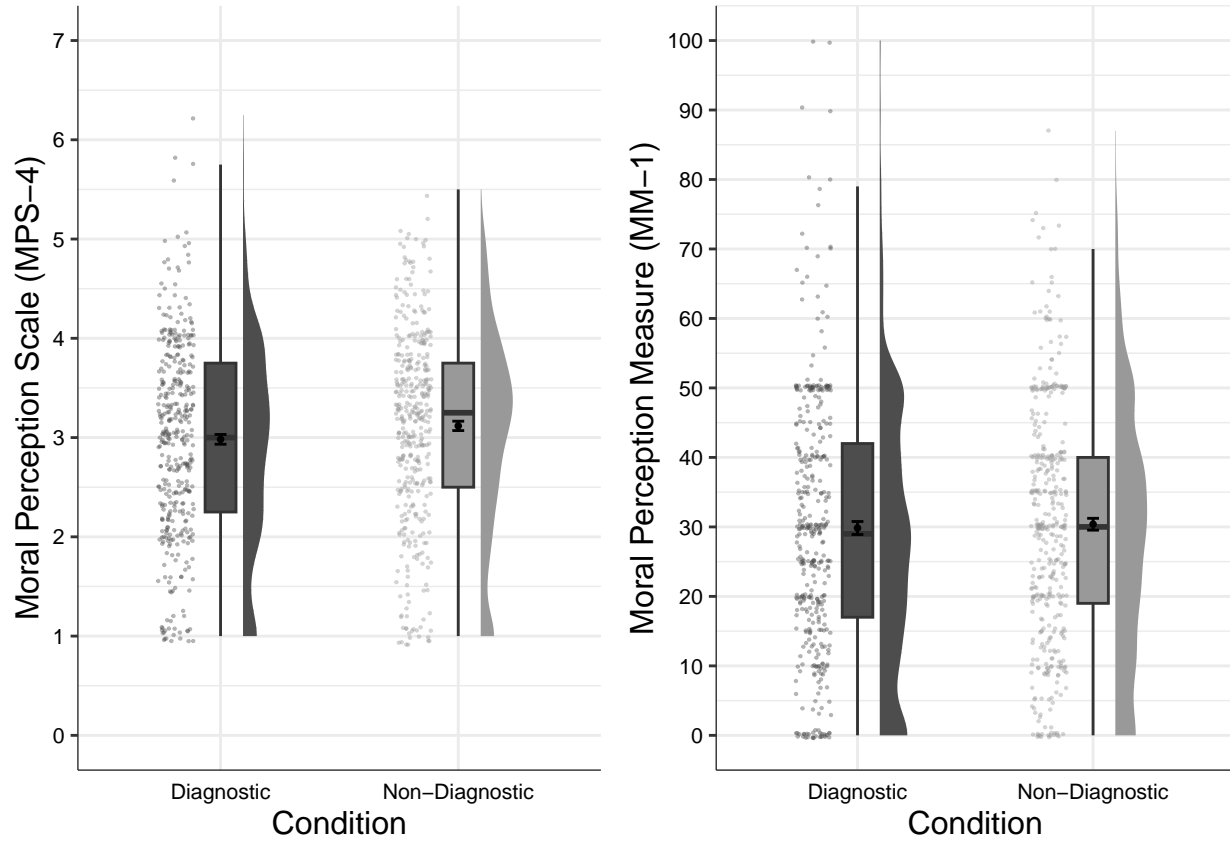 Moral Perception Scale (MPS−4)
7
6
5
4
3
2
1
0
Diagnostic
Non−Diagnostic
Condition
Moral Perception Measure (MM−1)
100
90
80
70
60
50
40
30
20
10
0
Diagnostic
Non−Diagnostic
Condition